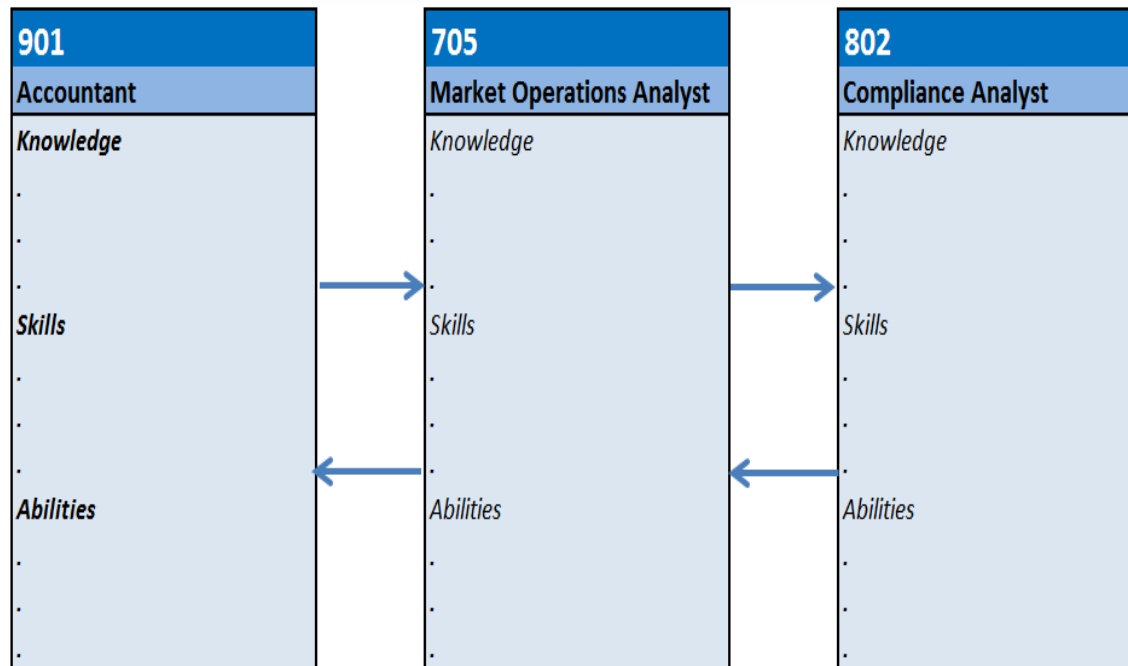 901
Accountant
Knowledge
.
.
.
Skills
.
.
.
Abilities
.
.
.
705
Market Operations Analyst
Knowledge
.
.
.
Skills
.
.
.
Abilities
.
.
.
802
Compliance Analyst
Knowledge
.
.
.
Skills
.
.
.
Abilities
.
.
.